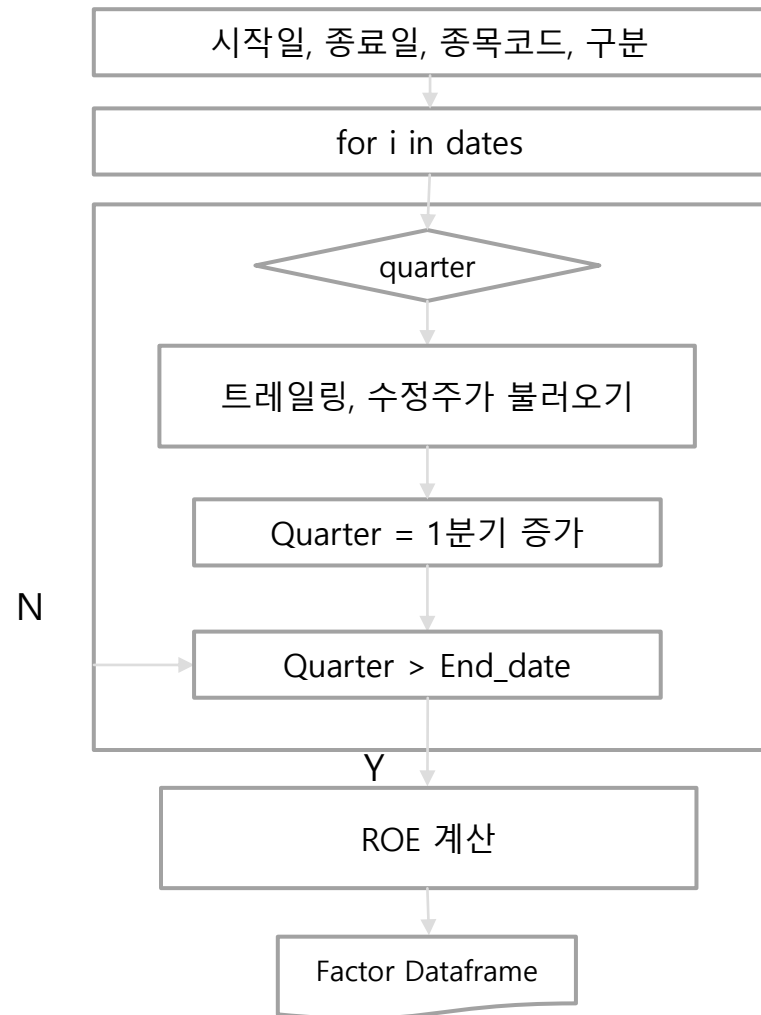 시작일, 종료일, 종목코드, 구분
for i in dates
quarter
트레일링, 수정주가 불러오기
Quarter = 1분기 증가
N
Quarter > End_date
Y
ROE 계산
Factor Dataframe